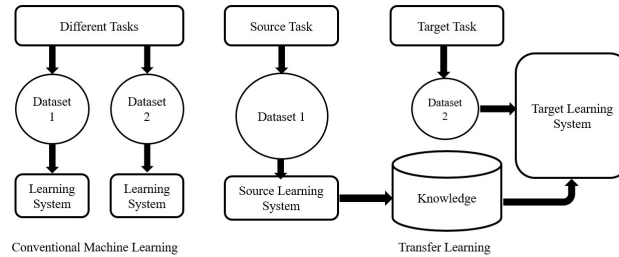 Different Tasks
Source Task
Target Task
Dataset
1
Dataset
2
Dataset 1
Dataset
2
Target Learning
System
Learning
System
Learning
System
Source Learning
System
Knowledge
Conventional Machine Learning
Transfer Learning